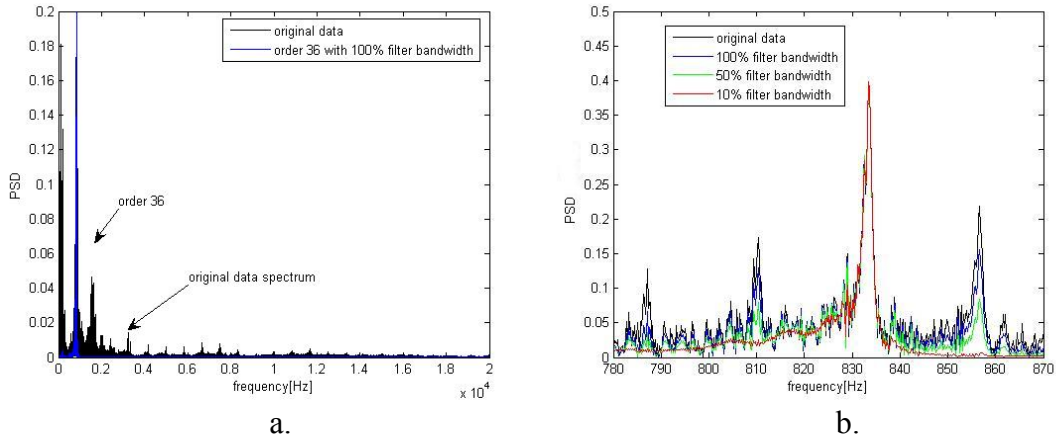 original data
order 36 with 100% filter bandwidth
0.2
0.18
0.16
0.14
0.12
0.1
0.08
0.06
0.04
0.02
0
PSD
order 36
original data spectrum
0 0.2 0.4 0.6 0.8 1 1.2 1.4 1.6 1.8 2
frequency[Hz]
x 10^4
a.
original data
100% filter bandwidth
50% filter bandwidth
10% filter bandwidth
0.5
0.45
0.4
0.35
0.3
0.25
0.2
0.15
0.1
0.05
0
PSD
780 790 800 810 820 830 840 850 860 870
frequency[Hz]
b.